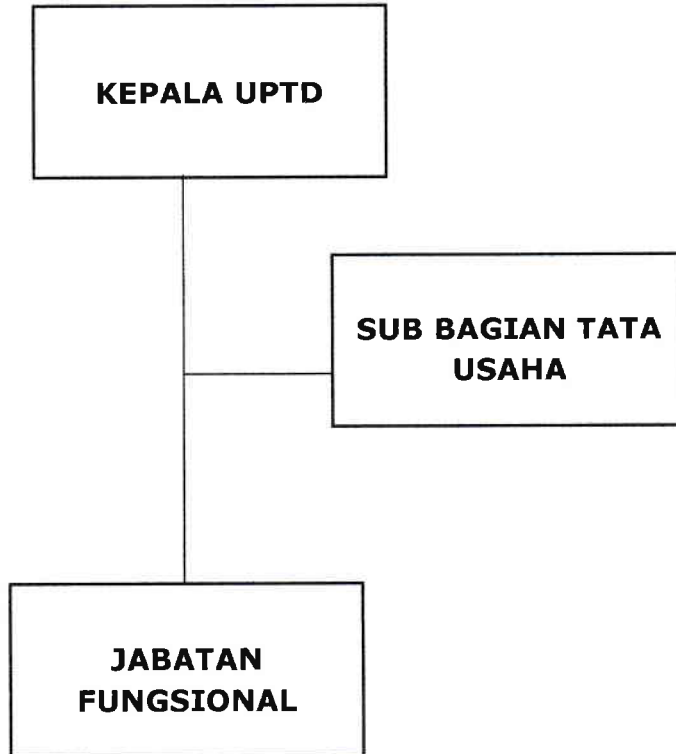 KEPALA UPTD
SUB BAGIAN TATA
USAHA
JABATAN
FUNGSIONAL